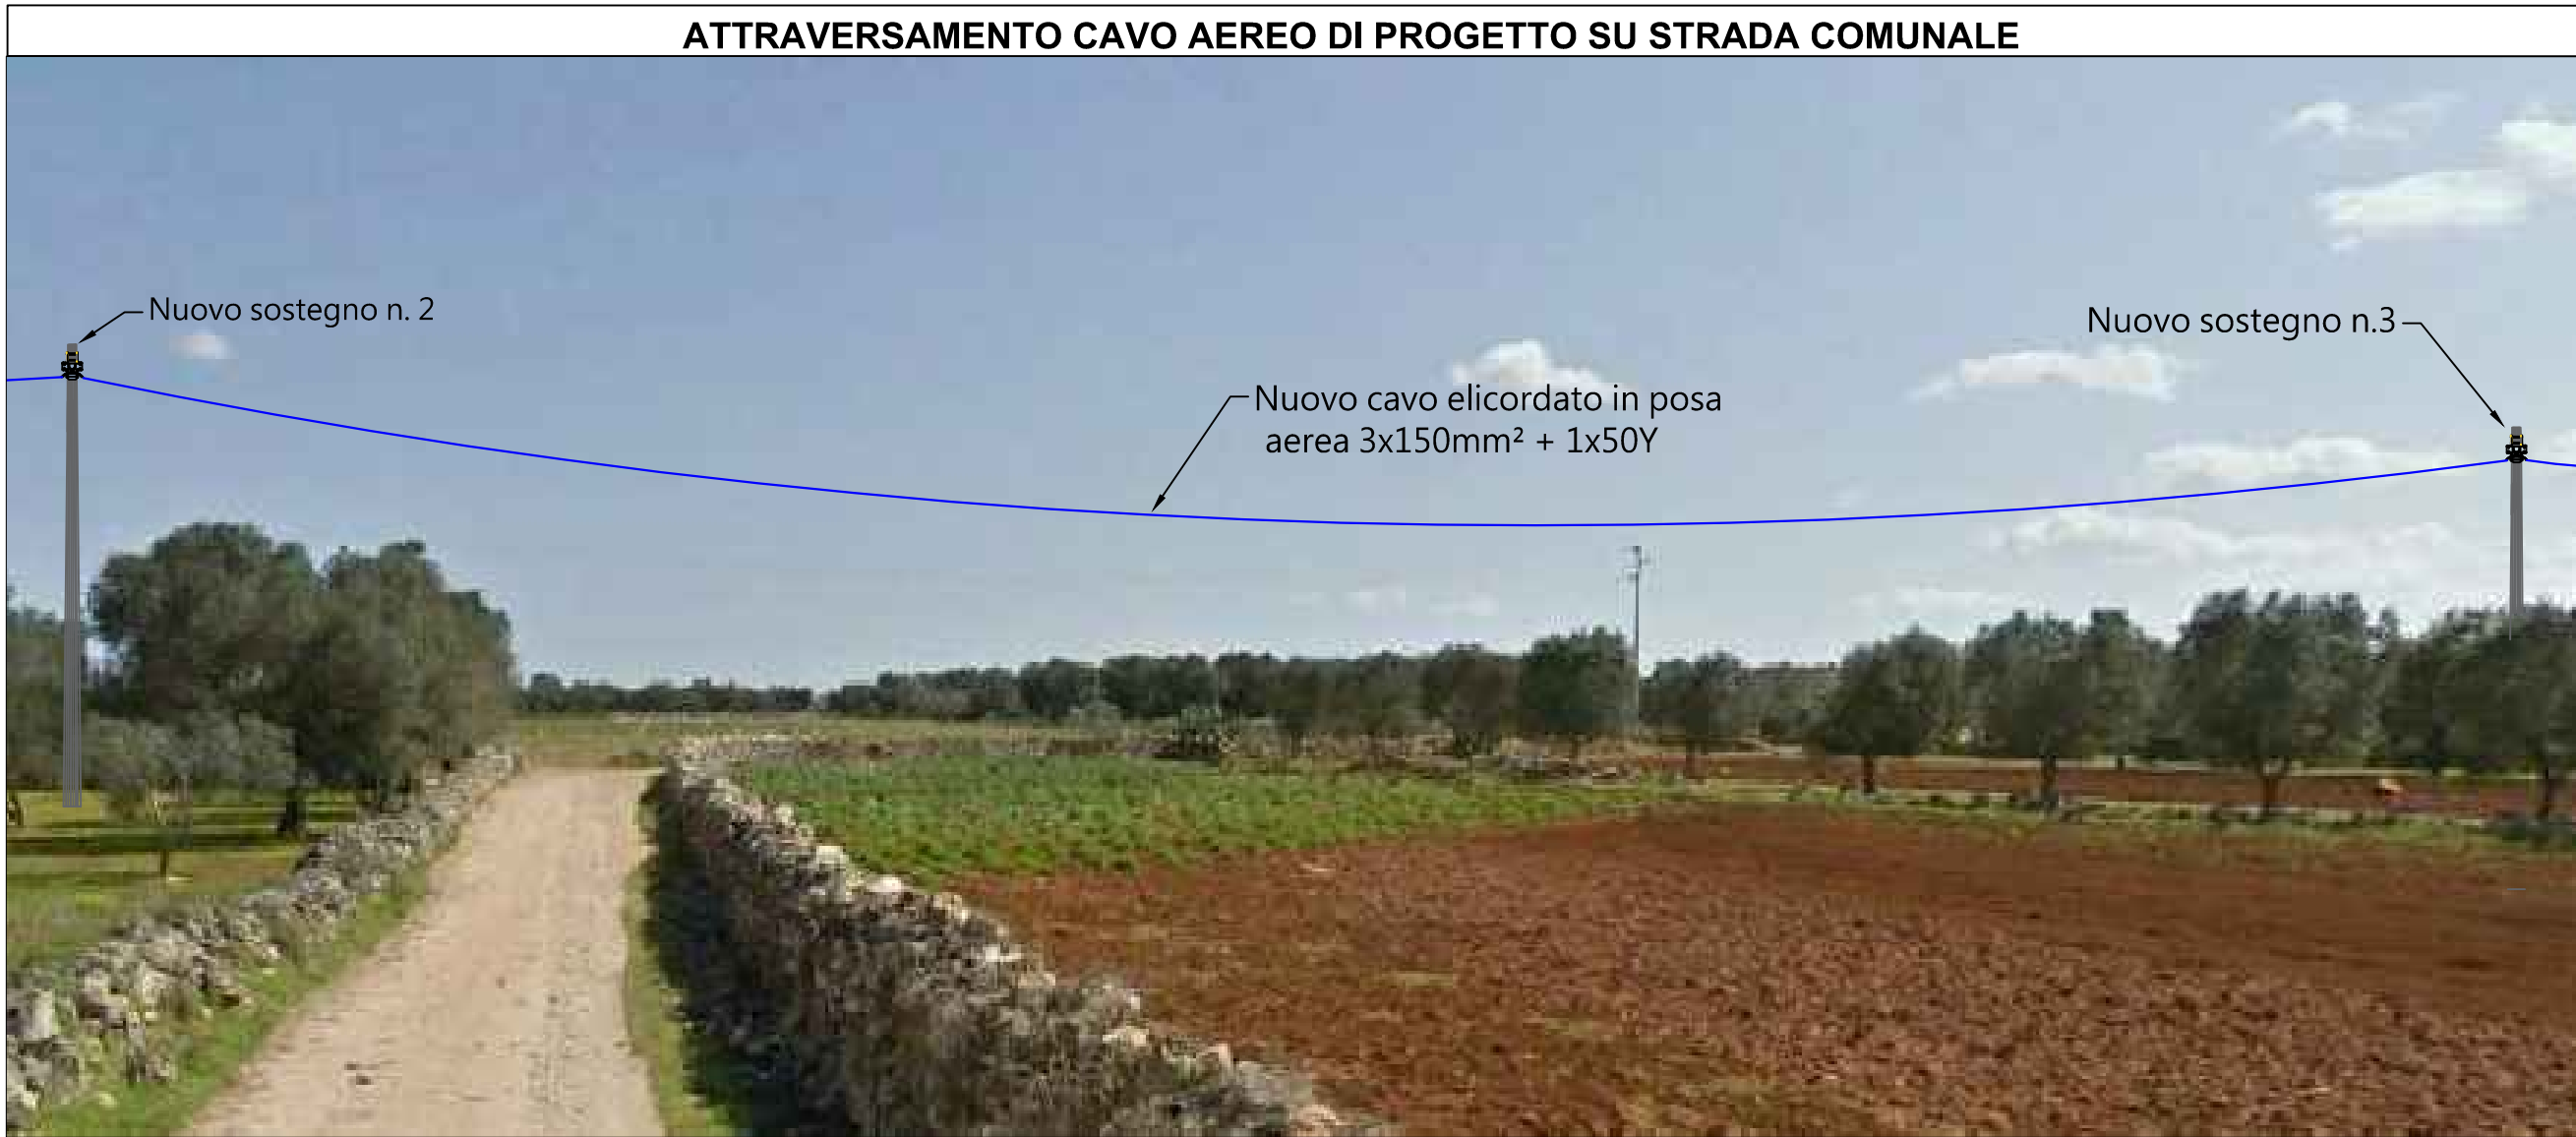 ATTRAVERSAMENTO CAVO AEREO DI PROGETTO SU STRADA COMUNALE
Nuovo sostegno n. 2
Nuovo sostegno n.3
Nuovo cavo elicordato in posa
aerea 3x150mm² + 1x50Y